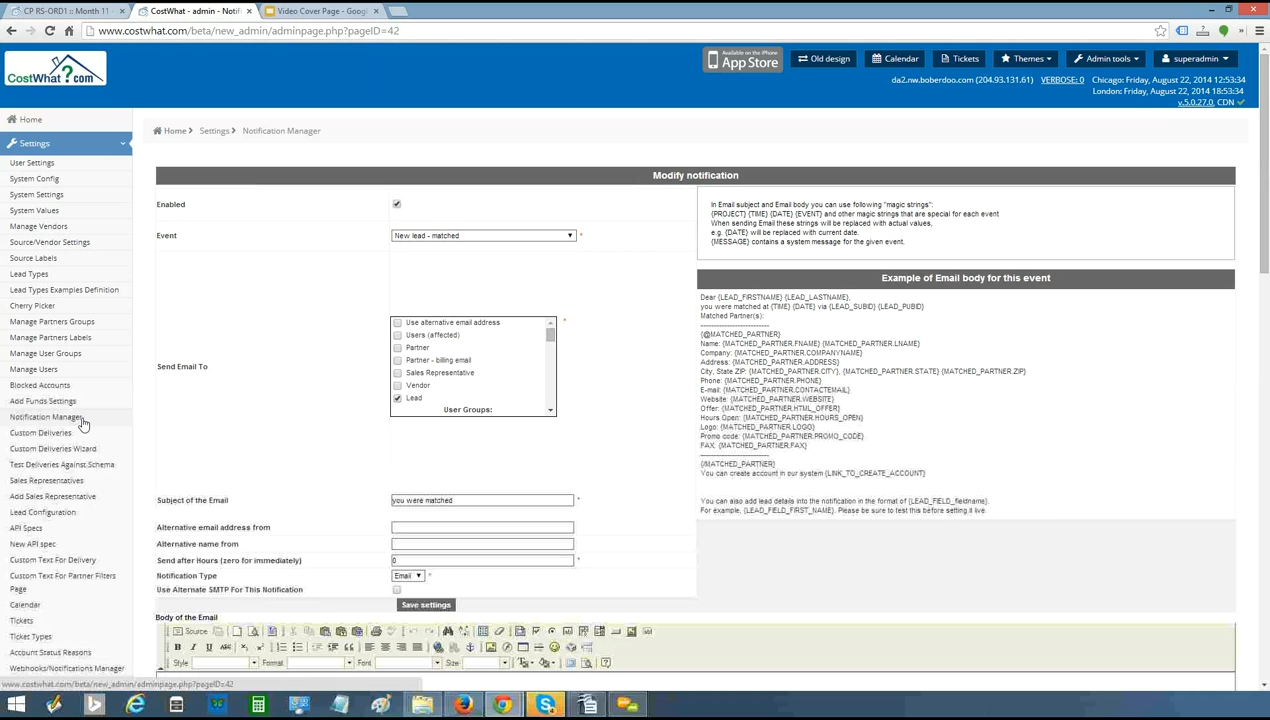 CP RS-ORD1 :: Month 11 -
CostWhat - admin - Notif
Video Cover Page - Goog
www.costwhat.com/beta/new_admin/adminpage.php?pageID=42
CostWhat?.com
Available on the iPhone
App Store
Old design
Calendar
Tickets
Themes
Admin tools
superadmin
da2.nw.boberdoo.com (204.93.131.61) VERBOSE: 0 Chicago: Friday, August 22, 2014 12:53:34
London: Friday, August 22, 2014 18:53:34
v.5.0.27.0, CDN
Home
Settings
User Settings
System Config
System Settings
System Values
Manage Vendors
Source/Vendor Settings
Source Labels
Lead Types
Lead Types Examples Definition
Cherry Picker
Manage Partners Groups
Manage Partners Labels
Manage User Groups
Manage Users
Blocked Accounts
Add Funds Settings
Notification Manager
Custom Deliveries
Custom Deliveries Wizard
Test Deliveries Against Schema
Sales Representatives
Add Sales Representative
Lead Configuration
API Specs
New API spec
Custom Text For Delivery
Custom Text For Partner Filters
Page
Calendar
Tickets
Ticket Types
Account Status Reasons
Webhooks/Notifications Manager
www.costwhat.com/beta/new_admin/adminpage.php?pageID=42
Home > Settings > Notification Manager
Modify notification
Enabled
Event
New lead - matched
*
Send Email To
Use alternative email address
*
Users (affected)
Partner
Partner - billing email
Sales Representative
Vendor
Lead
User Groups:
Subject of the Email
you were matched
*
Alternative email address from
Alternative name from
Send after Hours (zero for immediately)
0
*
Notification Type
Email
*
Use Alternate SMTP For This Notification
Save settings
Body of the Email
Source
B I U ABC
Style
Format
Font
Size
In Email subject and Email body you can use following "magic strings":
{PROJECT} {TIME} {DATE} {EVENT} and other magic strings that are special for each event
When sending Email these strings will be replaced with actual values,
e.g. {DATE} will be replaced with current date.
{MESSAGE} contains a system message for the given event.
Example of Email body for this event
Dear {LEAD_FIRSTNAME} {LEAD_LASTNAME},
you were matched at {TIME} {DATE} via {LEAD_SUBID} {LEAD_PUBID}
Matched Partner(s):
------------------------
{@MATCHED_PARTNER}
Name: {MATCHED_PARTNER.FNAME} {MATCHED_PARTNER.LNAME}
Company: {MATCHED_PARTNER.COMPANYNAME}
Address: {MATCHED_PARTNER.ADDRESS}
City, State ZIP: {MATCHED_PARTNER.CITY}, {MATCHED_PARTNER.STATE} {MATCHED_PARTNER.ZIP}
Phone: {MATCHED_PARTNER.PHONE}
E-mail: {MATCHED_PARTNER.CONTACTEMAIL}
Website: {MATCHED_PARTNER.WEBSITE}
Offer: {MATCHED_PARTNER.HTML_OFFER}
Hours Open: {MATCHED_PARTNER.HOURS_OPEN}
Logo: {MATCHED_PARTNER.LOGO}
Promo code: {MATCHED_PARTNER.PROMO_CODE}
FAX: {MATCHED_PARTNER.FAX}
------------------------
{/MATCHED_PARTNER}
You can create account in our system {LINK_TO_CREATE_ACCOUNT}
You can also add lead details into the notification in the format of {LEAD_FIELD_fieldname}.
For example, {LEAD_FIELD_FIRST_NAME}. Please be sure to test this before setting it live.